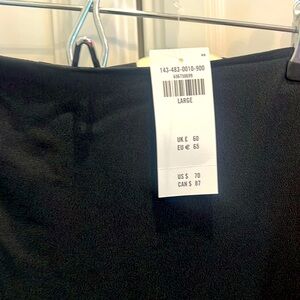 143-483-0010-900
LARGE
UK £ 60
EU € 65
US $ 70
CAN $ 87